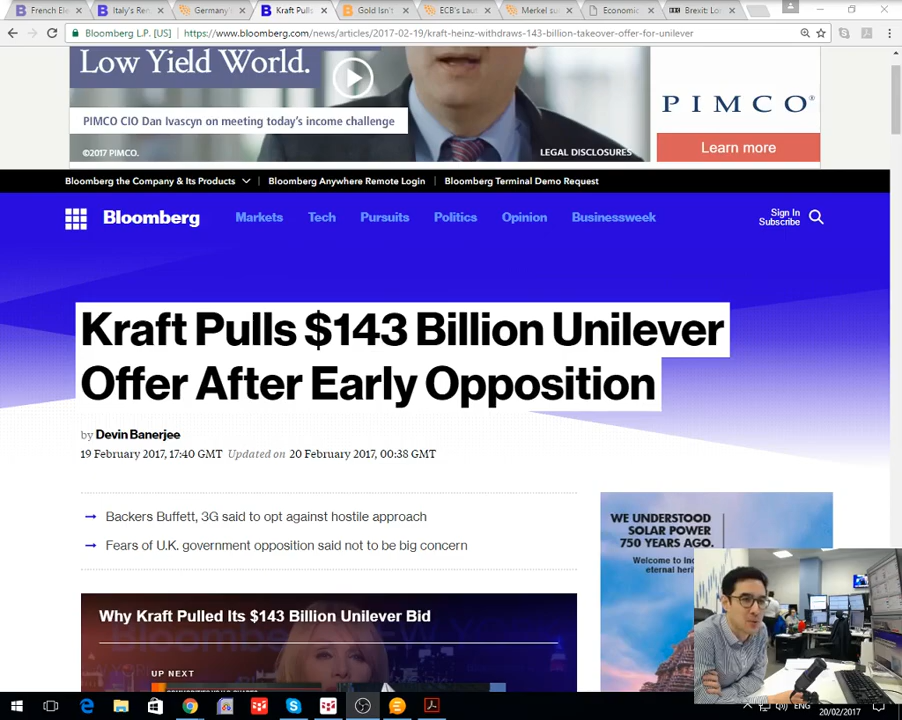 French Ele
Italy's Ren
Germany
Kraft Pulls
Gold Isn't
ECB's Laut
Merkel su
Economic
Brexit: Lo
Bloomberg L.P. [US]
https://www.bloomberg.com/news/articles/2017-02-19/kraft-heinz-withdraws-143-billion-takeover-offer-for-unilever
Low Yield World.
PIMCO CIO Dan Ivascyn on meeting today's income challenge
©2017 PIMCO.
LEGAL DISCLOSURES
PIMCO®
Learn more
Bloomberg the Company & Its Products
Bloomberg Anywhere Remote Login
Bloomberg Terminal Demo Request
Bloomberg
Markets
Tech
Pursuits
Politics
Opinion
Businessweek
Sign In
Subscribe
Kraft Pulls $143 Billion Unilever
Offer After Early Opposition
by Devin Banerjee
19 February 2017, 17:40 GMT Updated on 20 February 2017, 00:38 GMT
Backers Buffett, 3G said to opt against hostile approach
Fears of U.K. government opposition said not to be big concern
WE UNDERSTOOD
SOLAR POWER
750 YEARS AGO.
Welcome to
eternal
Why Kraft Pulled Its $143 Billion Unilever Bid
UP NEXT
ENG
20/02/2017